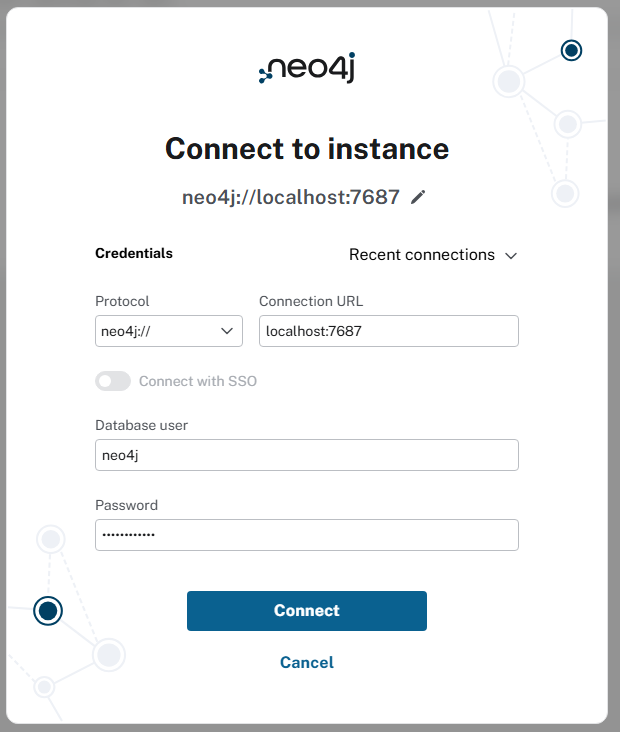 neo4j
Connect to instance
neo4j://localhost:7687
Credentials
Recent connections
Protocol
Connection URL
neo4j://
localhost:7687
Connect with SSO
Database user
neo4j
Password
••••••••••••
Connect
Cancel